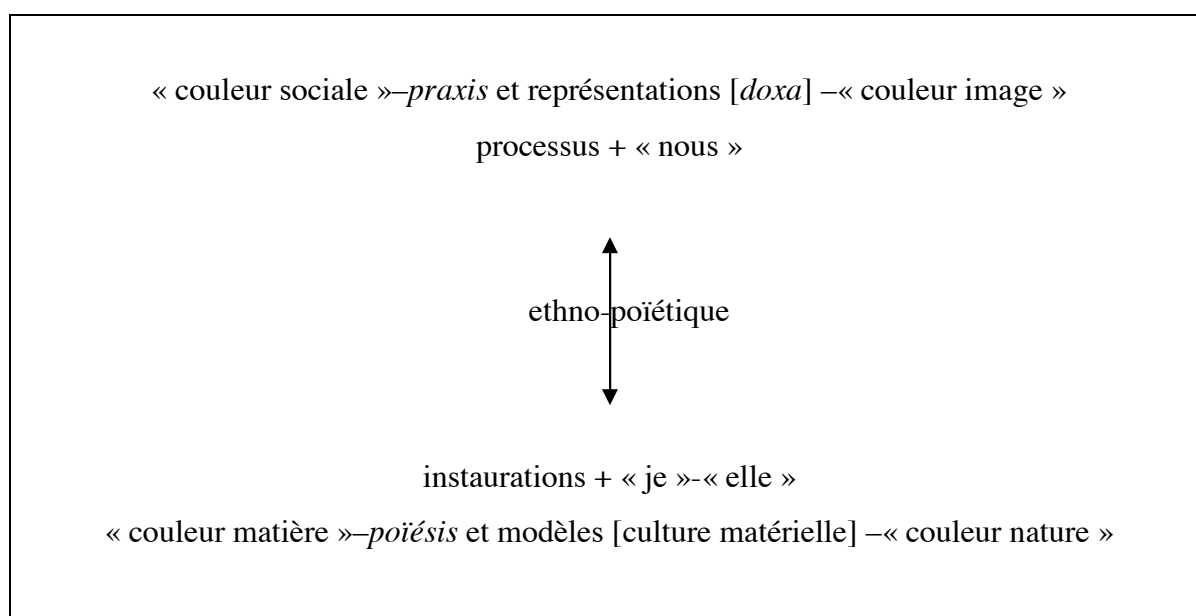 « couleur sociale »–praxis et représentations [doxa] –« couleur image »
processus + « nous »
ethno-poïétique
instaurations + « je »-« elle »
« couleur matière »–poïésis et modèles [culture matérielle] –« couleur nature »